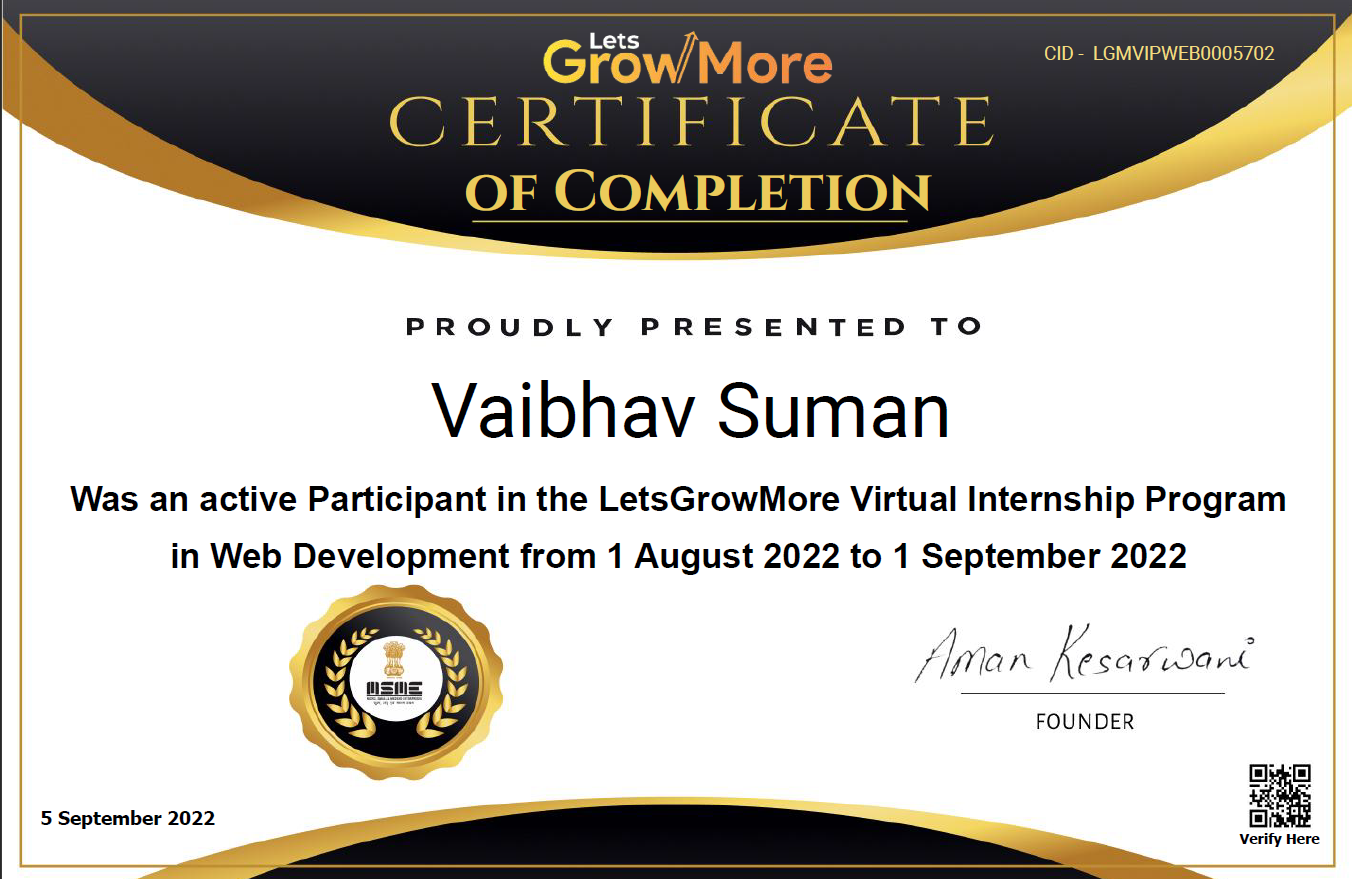 Lets
GrowMore
CID - LGMVIPWEB0005702
CERTIFICATE
OF COMPLETION
PROUDLY PRESENTED TO
Vaibhav Suman
Was an active Participant in the LetsGrowMore Virtual Internship Program
in Web Development from 1 August 2022 to 1 September 2022
MSME
Aman Kesarwani
FOUNDER
5 September 2022
Verify Here